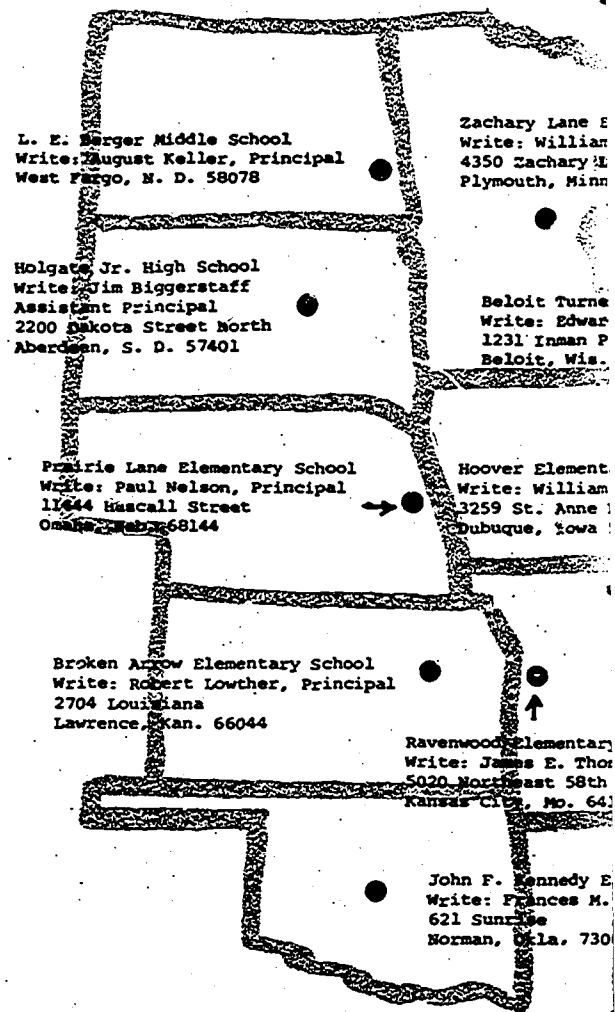 L. E. Berger Middle School
Write: August Keller, Principal
West Fargo, N. D. 58078
Zachary Lane E
Write: William
4350 Zachary L
Plymouth, Minn
Holgate Jr. High School
Write: Jim Biggerstaff
Assistant Principal
2200 Dakota Street North
Aberdeen, S. D. 57401
Beloit Turne
Write: Edwar
1231 Inman P
Beloit, Wis.
Prairie Lane Elementary School
Write: Paul Nelson, Principal
11444 Hascall Street
Omaha, Neb. 68144
Hoover Elementa
Write: William
3259 St. Anne
Dubuque, Iowa
Broken Arrow Elementary School
Write: Robert Lowther, Principal
2704 Louisiana
Lawrence, Kan. 66044
Ravenwood Elementary
Write: James E. Thor
5020 Northeast 58th
Kansas City, Mo. 641
John F. Kennedy E
Write: Frances M.
621 Sunrise
Norman, Okla, 730